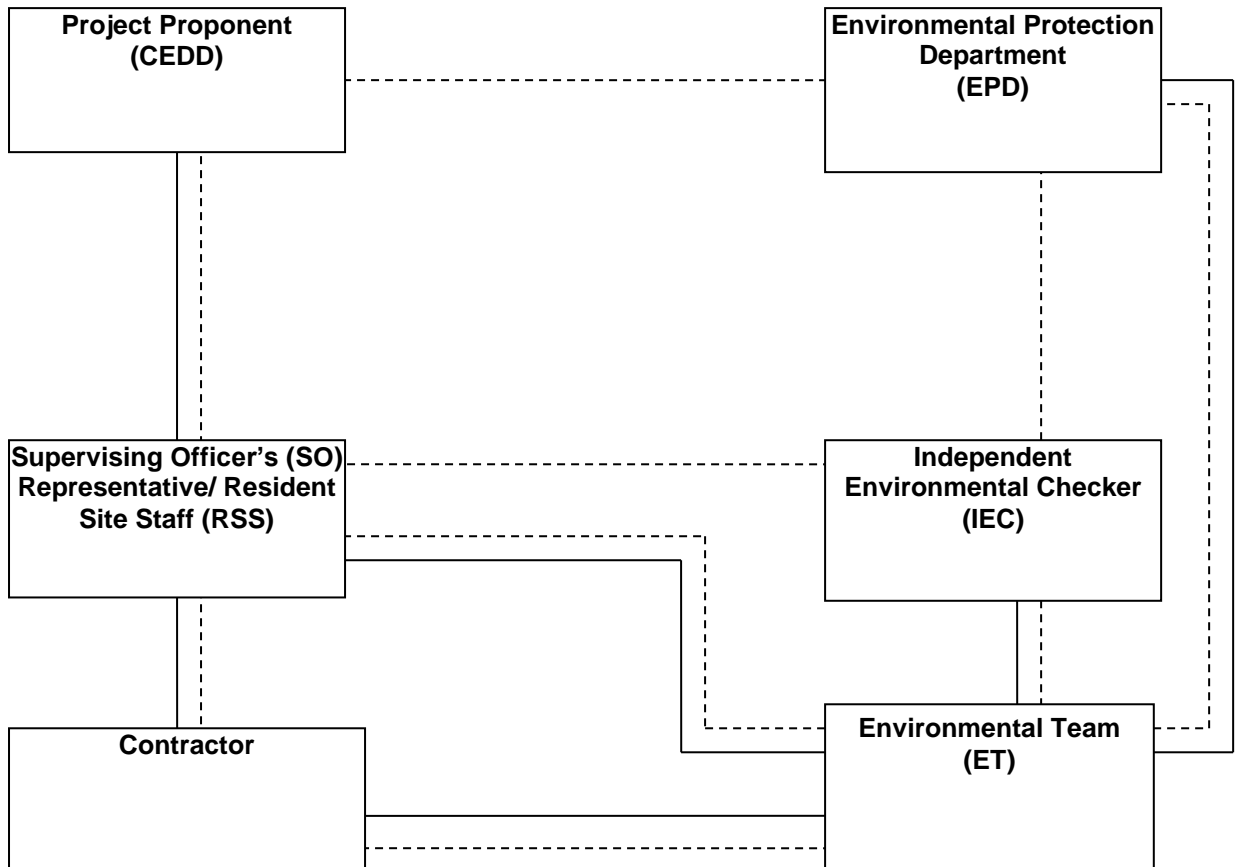 Project Proponent
(CEDD)
Environmental Protection
Department
(EPD)
Supervising Officer's (SO)
Representative/ Resident
Site Staff (RSS)
Independent
Environmental Checker
(IEC)
Contractor
Environmental Team
(ET)